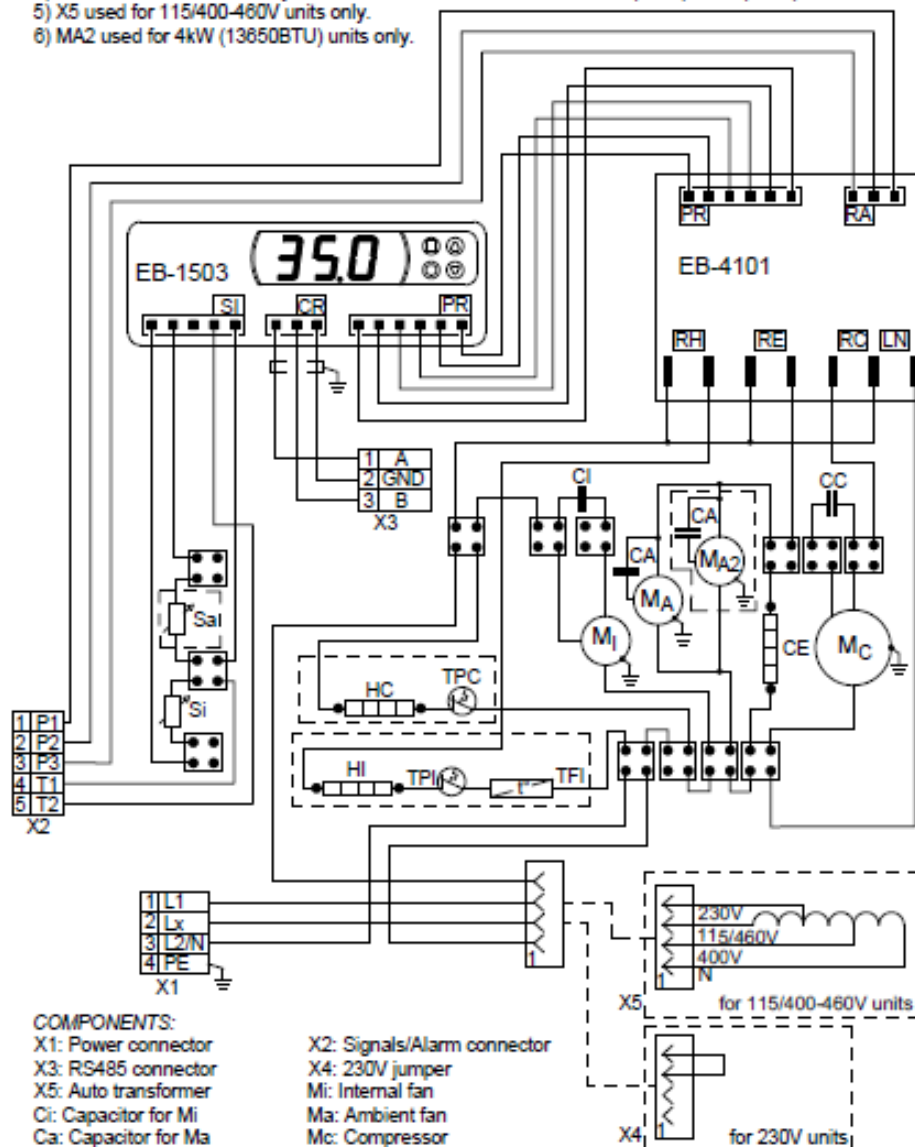 5) X5 used for 115/400-460V units only.
6) MA2 used for 4kW (13650BTU) units only.
PR
RA
EB-1503
35.0
EB-4101
SI
CR
PR
RH
RE
RC
LN
1 A
2 GND
3 B
X3
CI
CC
CA
CA
MA2
MA
MI
CE
MC
Sal
Si
HC
TPC
1 P1
2 P2
3 P3
4 T1
5 T2
X2
HI
TPI
t°
TFI
1 L1
2 Lx
3 L2/N
4 PE
X1
1
230V
115/460V
400V
N
1
X5
for 115/400-460V units
COMPONENTS:
X1: Power connector
X2: Signals/Alarm connector
X3: RS485 connector
X4: 230V jumper
X5: Auto transformer
Mi: Internal fan
Ci: Capacitor for Mi
Ma: Ambient fan
Ca: Capacitor for Ma
Mc: Compressor
X4
1
for 230V units